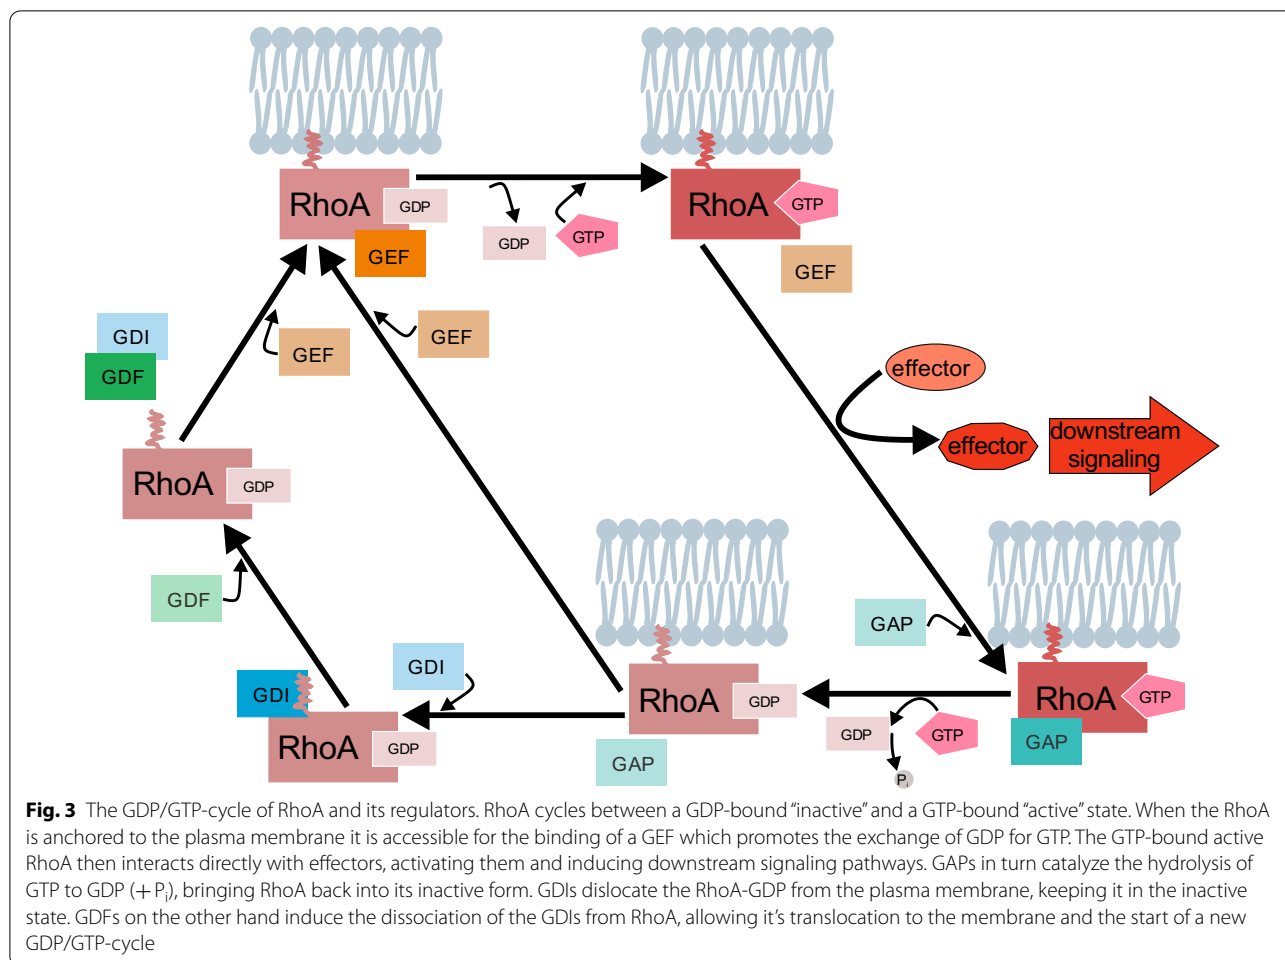 RhoA
GDP
GEF
GDP
GTP
RhoA
GTP
GEF
GDI
GDF
GEF
GEF
effector
effector
downstream
signaling
RhoA
GDP
GDF
GAP
GDI
GDI
RhoA
GDP
RhoA
GDP
GAP
GDP
GTP
Pi
RhoA
GTP
GAP
Fig. 3 The GDP/GTP-cycle of RhoA and its regulators. RhoA cycles between a GDP-bound “inactive” and a GTP-bound “active” state. When the RhoA
is anchored to the plasma membrane it is accessible for the binding of a GEF which promotes the exchange of GDP for GTP. The GTP-bound active
RhoA then interacts directly with effectors, activating them and inducing downstream signaling pathways. GAPs in turn catalyze the hydrolysis of
GTP to GDP (+Pi), bringing RhoA back into its inactive form. GDIs dislocate the RhoA-GDP from the plasma membrane, keeping it in the inactive
state. GDFs on the other hand induce the dissociation of the GDIs from RhoA, allowing it’s translocation to the membrane and the start of a new
GDP/GTP-cycle